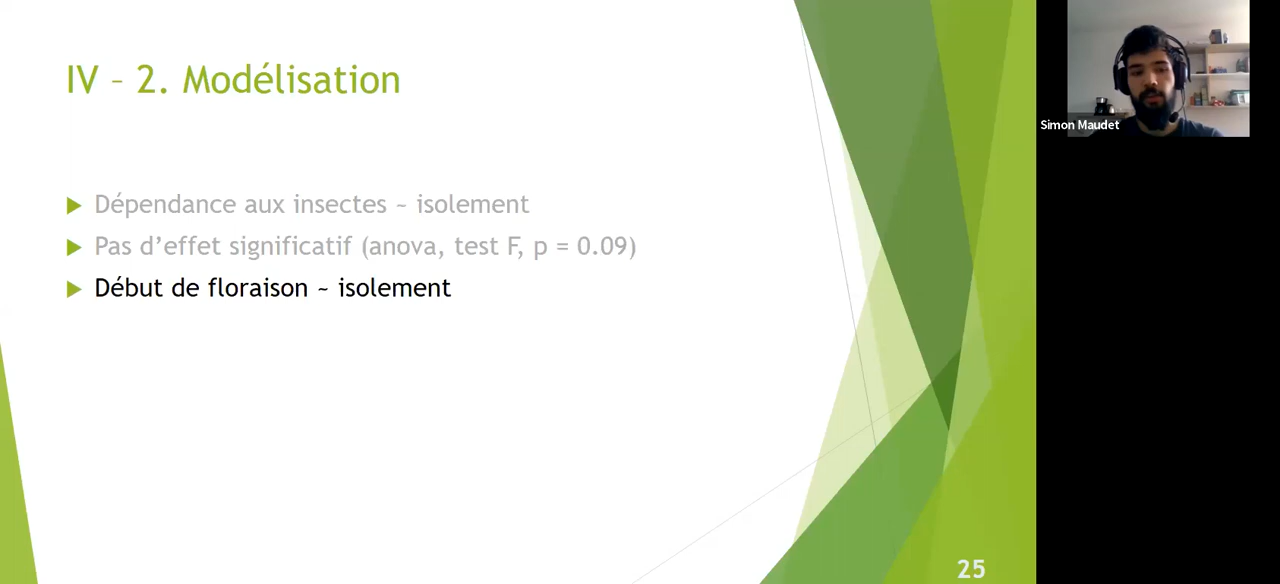 IV – 2. Modélisation
Dépendance aux insectes ~ isolement
Pas d’effet significatif (anova, test F, p = 0.09)
Début de floraison ~ isolement
25
Simon Maudet